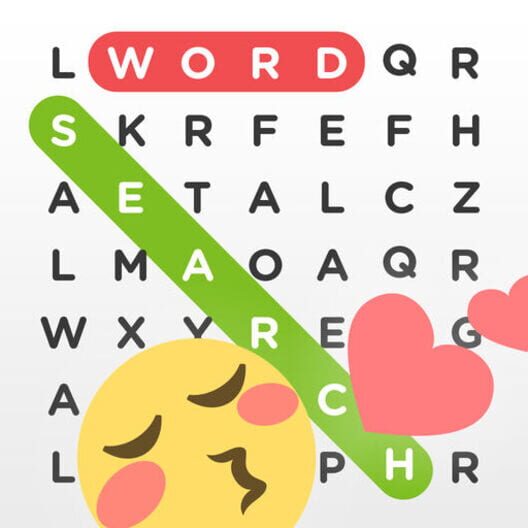 L W O R D Q R
S K R F E F H
A E T A L C Z
L M A O A Q R
W X Y R E G
A C
L P H R